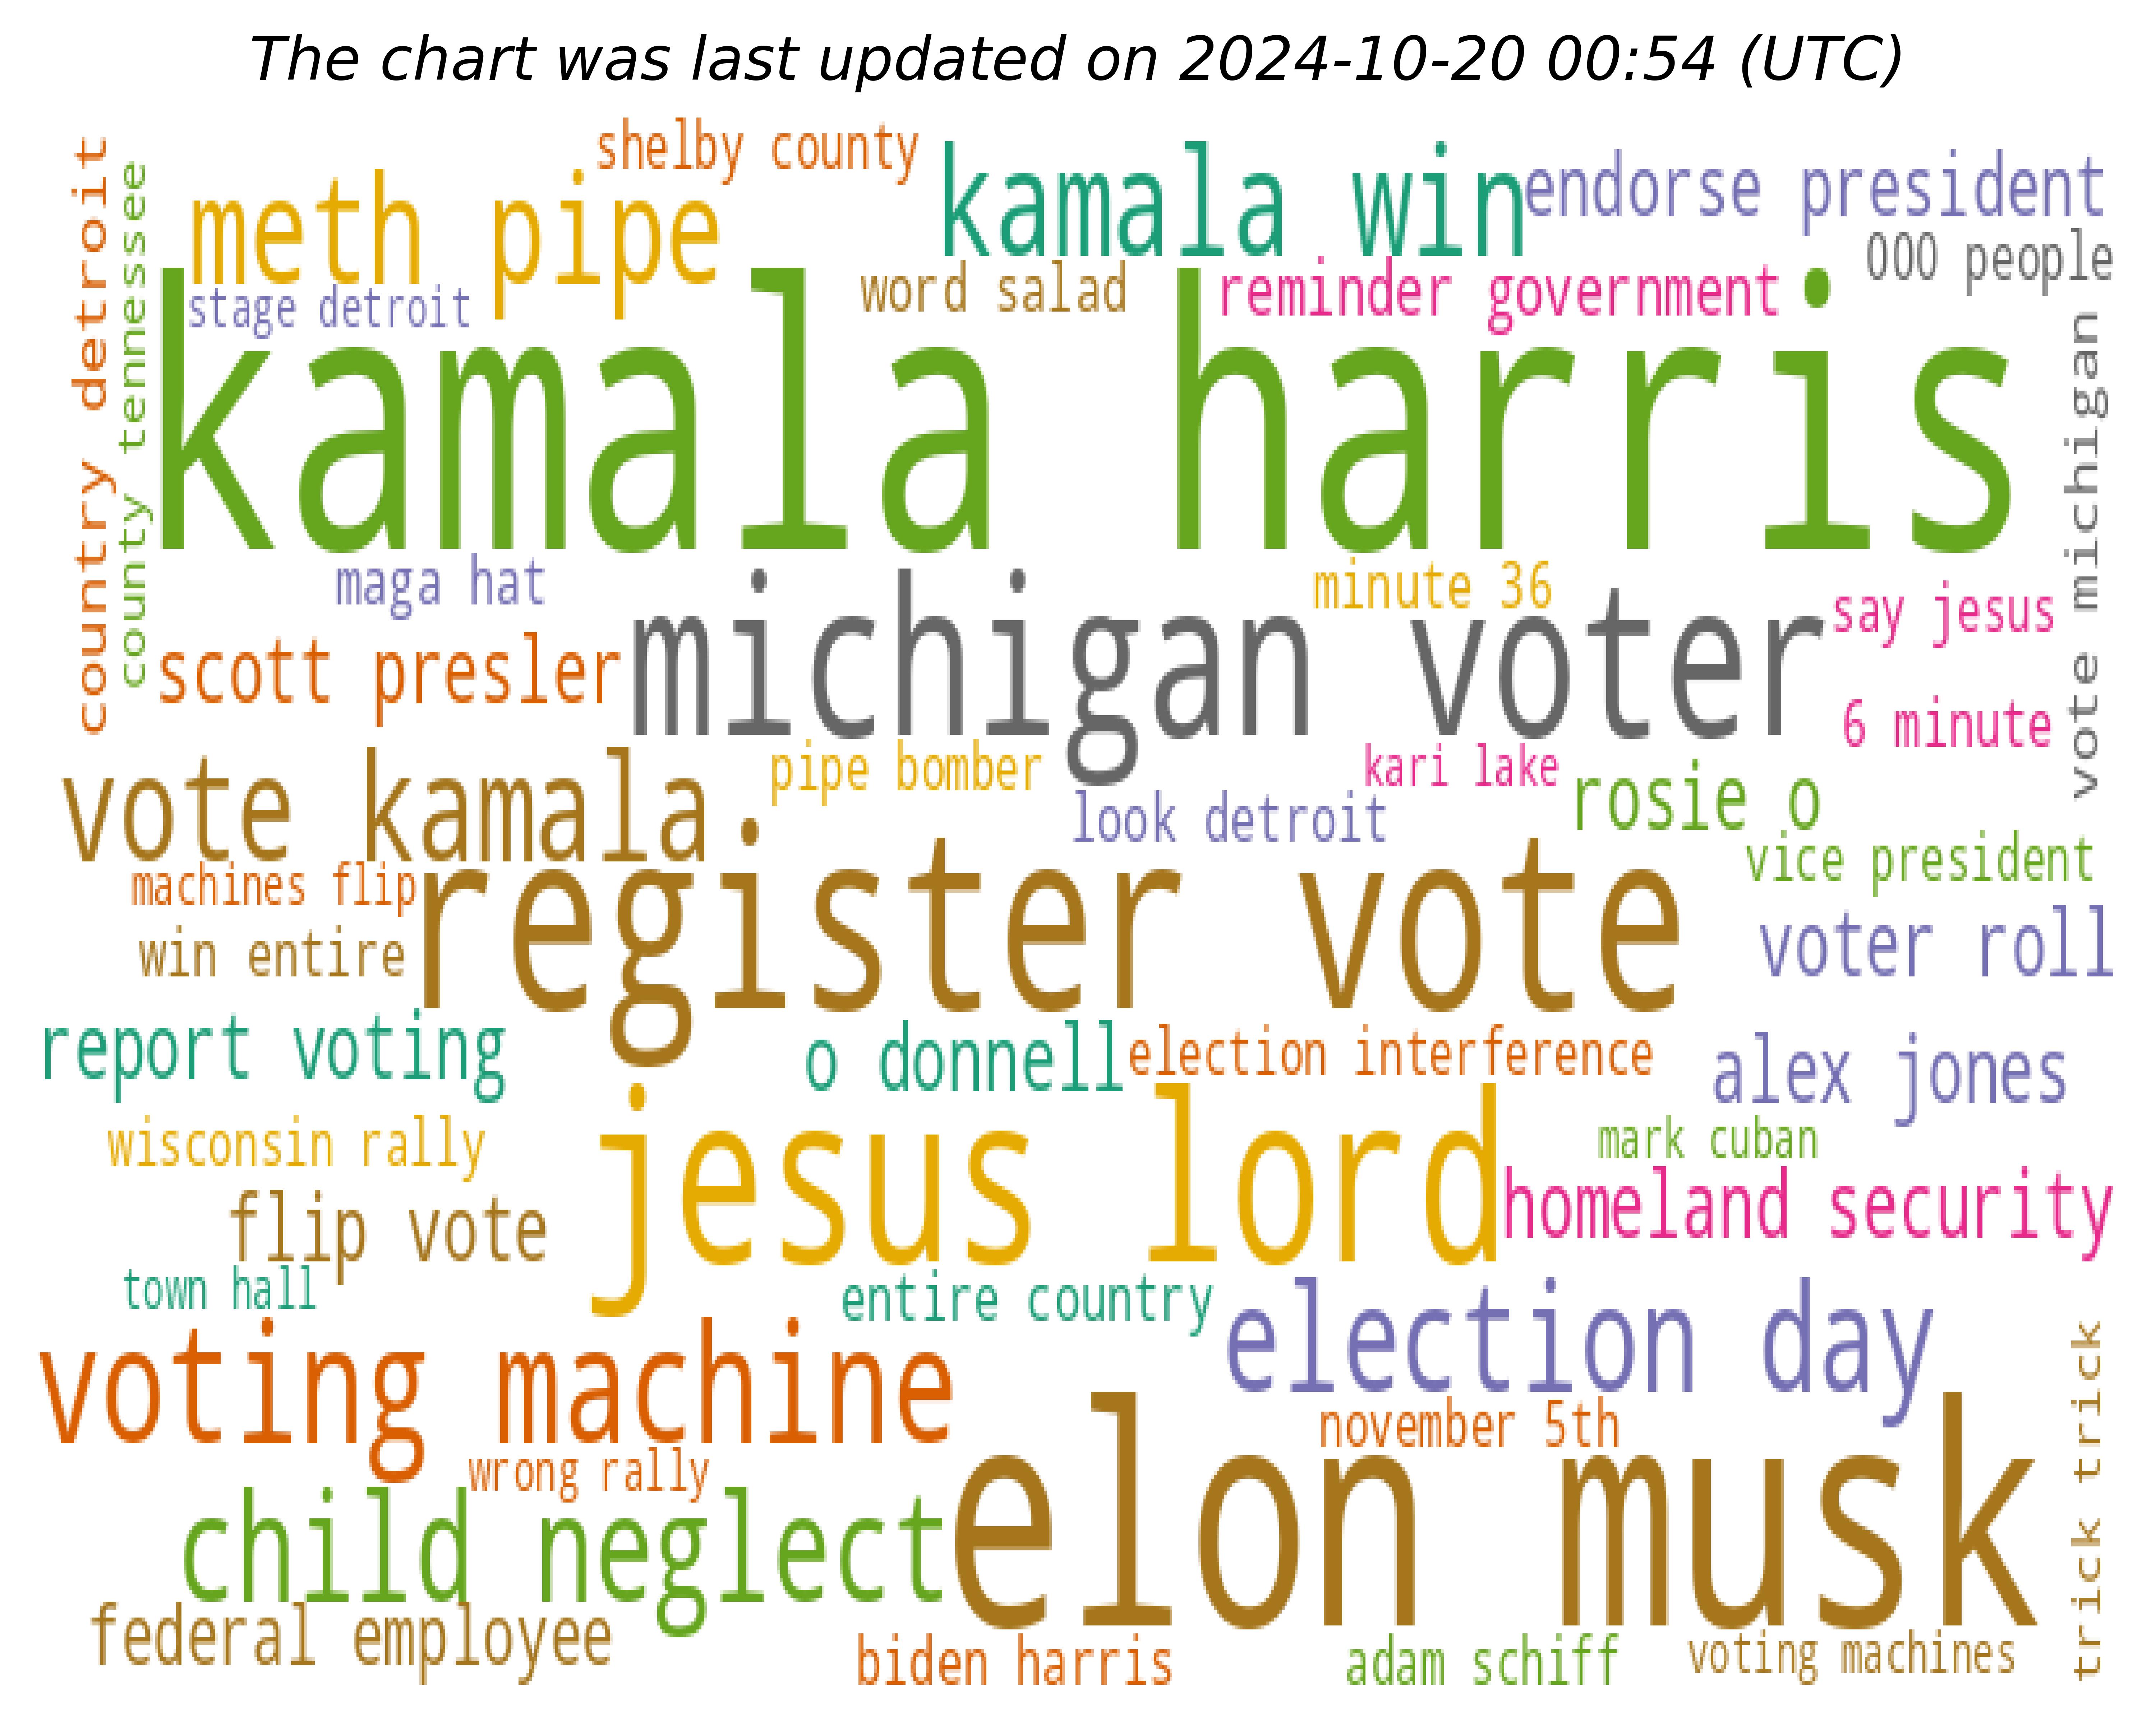 The chart was last updated on 2024-10-20 00:54 (UTC)
shelby county
kamala win
endorse president
meth pipe
000 people
word salad
reminder government
stage detroit
country detroit
county tennessee
kamala harris
vote michigan
maga hat
minute 36
michigan voter
say jesus
scott presler
6 minute
pipe bomber
kari lake
vote kamala
look detroit
rosie o
vice president
machines flip
register vote
voter roll
win entire
report voting
o donnell
election interference
alex jones
wisconsin rally
jesus lord
mark cuban
homeland security
flip vote
town hall
entire country
election day
voting machine
november 5th
trick trick
wrong rally
elon musk
child neglect
federal employee
biden harris
adam schiff
voting machines